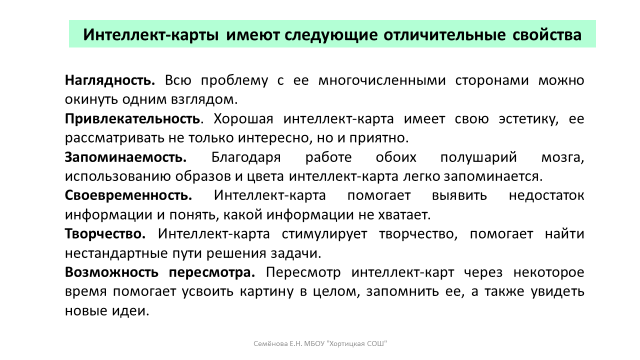 Интеллект-карты имеют следующие отличительные свойства
Наглядность. Всю проблему с ее многочисленными сторонами можно
окинуть одним взглядом.
Привлекательность. Хорошая интеллект-карта имеет свою эстетику, ее
рассматривать не только интересно, но и приятно.
Запоминаемость. Благодаря работе обоих полушарий мозга,
использованию образов и цвета интеллект-карта легко запоминается.
Своевременность. Интеллект-карта помогает выявить недостаток
информации и понять, какой информации не хватает.
Творчество. Интеллект-карта стимулирует творчество, помогает найти
нестандартные пути решения задачи.
Возможность пересмотра. Пересмотр интеллект-карт через некоторое
время помогает усвоить картину в целом, запомнить ее, а также увидеть
новые идеи.
Семёнова Е.Н. МБОУ "Хортицкая СОШ"